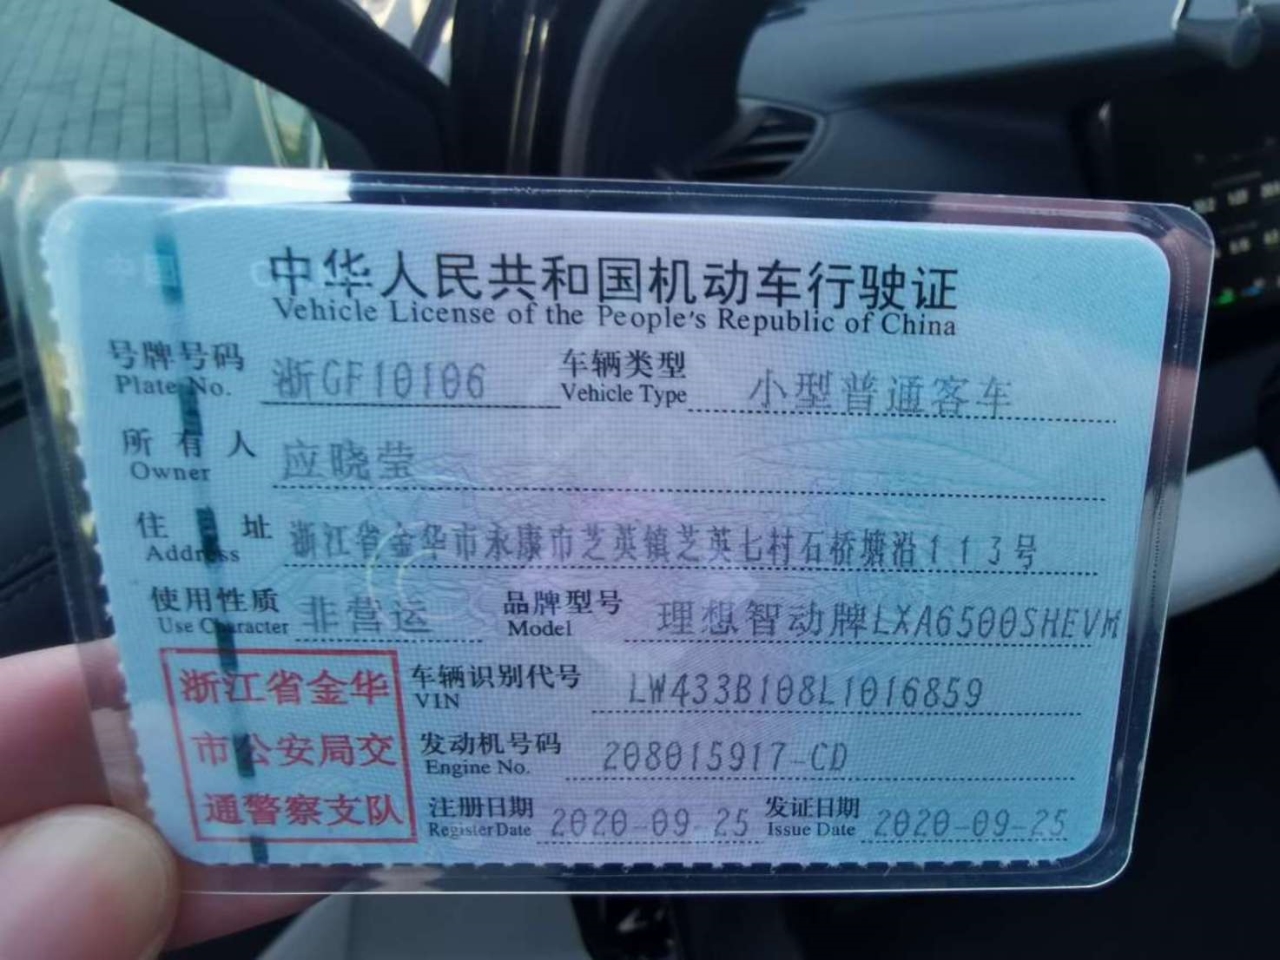 中华人民共和国机动车行驶证
Vehicle License of the People's Republic of China
号牌号码 浙GF10106 车辆类型 小型普通客车
Plate No. Vehicle Type
所有人 应晓莹
Owner
住址 浙江省金华市永康市芝英镇芝英七村石桥塘沿113号
Address
使用性质 非营运 品牌型号 理想智动牌LXA6500SHEVM
Use Character Model
浙江省金华 车辆识别代号 LW433B108L1016859
VIN
市公安局交 发动机号码 208015917-CD
Engine No.
通警察支队 注册日期 2020-09-25 发证日期 2020-09-25
Register Date Issue Date